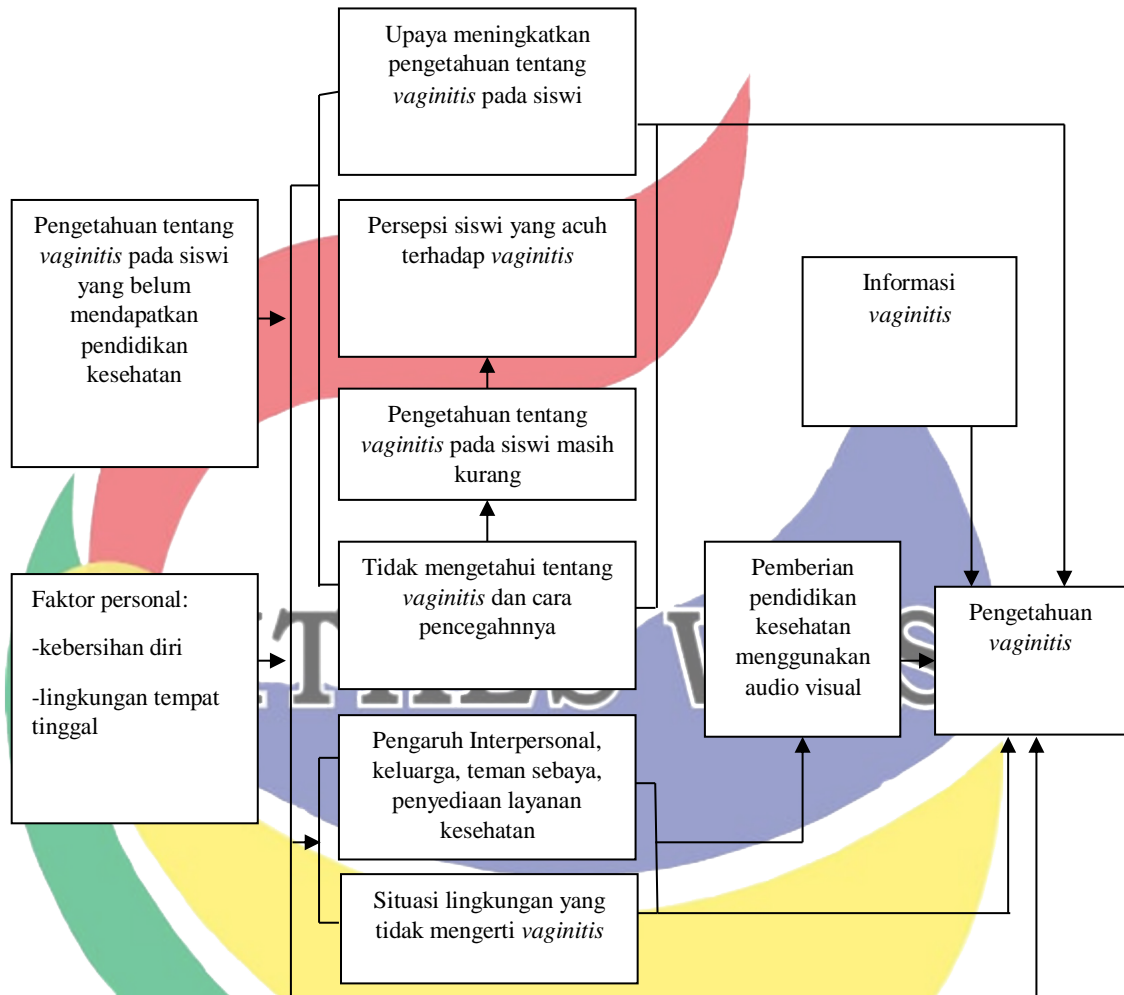 Upaya meningkatkan
pengetahuan tentang
vaginitis pada siswi
Pengetahuan tentang
vaginitis pada siswi
yang belum
mendapatkan
pendidikan
kesehatan
Persepsi siswi yang acuh
terhadap vaginitis
Informasi
vaginitis
Pengetahuan tentang
vaginitis pada siswi masih
kurang
Faktor personal:
-kebersihan diri
-lingkungan tempat
tinggal
Tidak mengetahui tentang
vaginitis dan cara
pencegahnnya
Pemberian
pendidikan
kesehatan
menggunakan
audio visual
Pengetahuan
vaginitis
Pengaruh Interpersonal,
keluarga, teman sebaya,
penyediaan layanan
kesehatan
Situasi lingkungan yang
tidak mengerti vaginitis